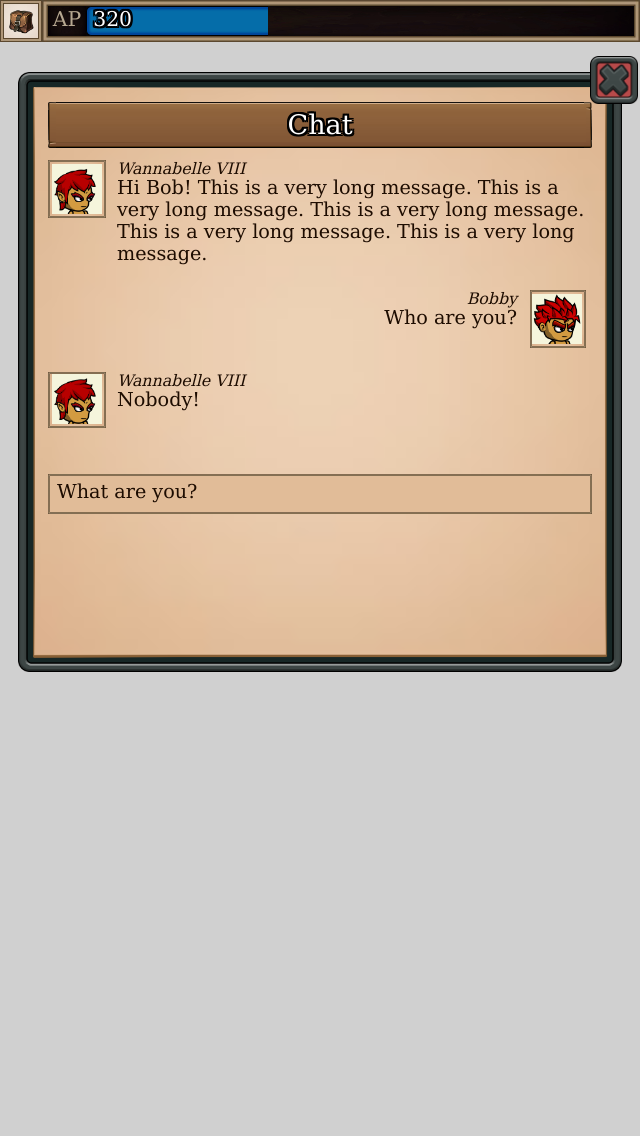 AP 320
Chat
Wannabelle VIII
Hi Bob! This is a very long message. This is a
very long message. This is a very long message.
This is a very long message. This is a very long
message.
Bobby
Who are you?
Wannabelle VIII
Nobody!
What are you?